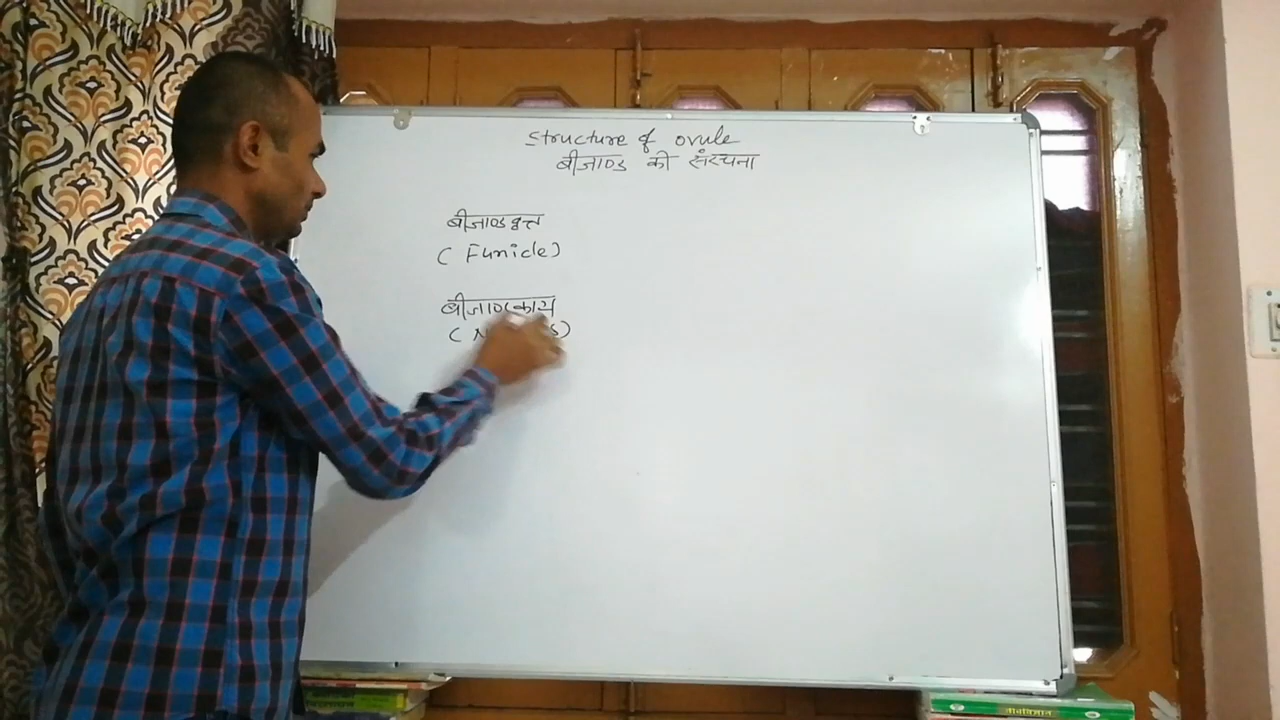 Structure of ovule
बीजाण्ड की संरचना
बीजाण्डवृन्त
( Funicle)
बीजाण्डकाय